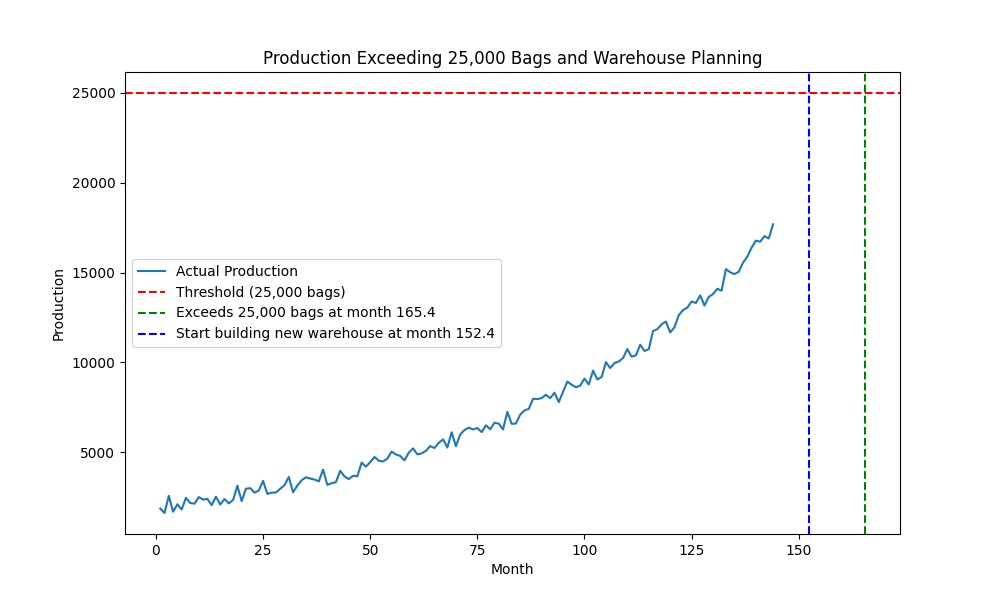 Production Exceeding 25,000 Bags and Warehouse Planning
25000
20000
15000
10000
5000
Production
Actual Production
Threshold (25,000 bags)
Exceeds 25,000 bags at month 165.4
Start building new warehouse at month 152.4
0 25 50 75 100 125 150
Month